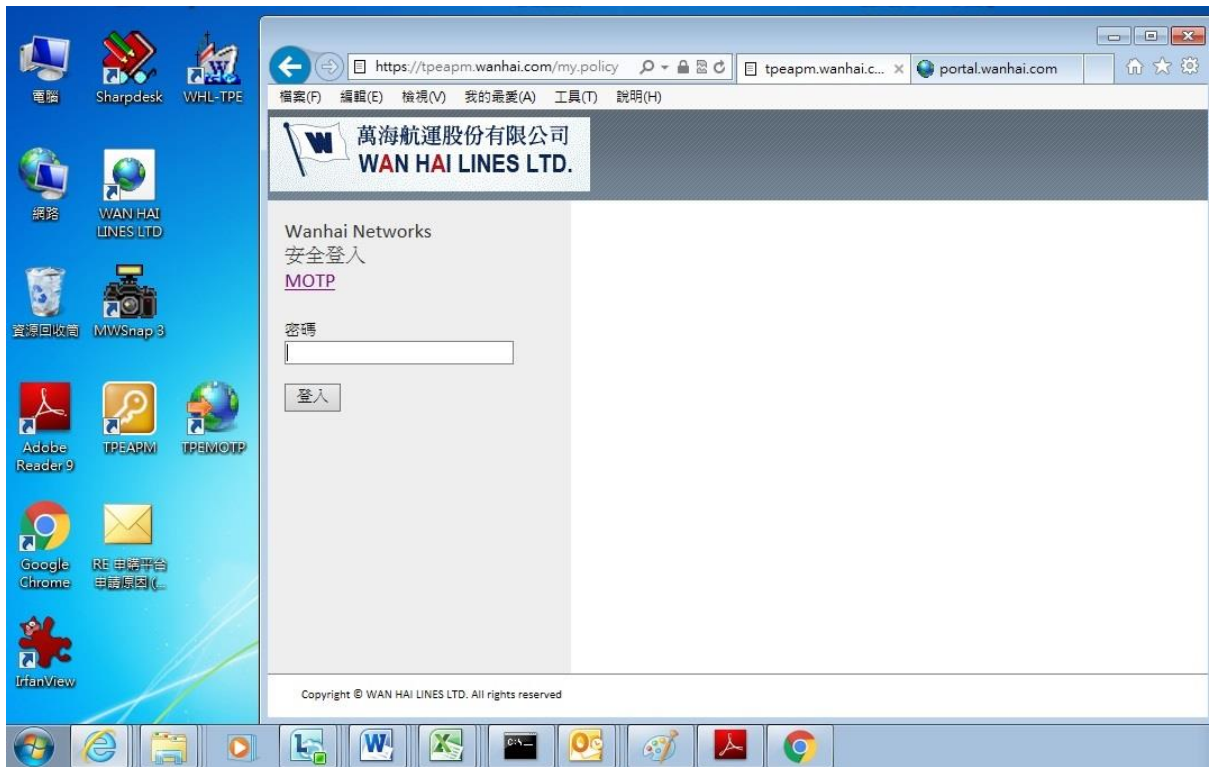 電腦
Sharpdesk
WHL-TPE
網路
WAN HAI
LINES LTD
資源回收筒
MWSnap 3
Adobe
Reader 9
TPEAPM
TPEMOTP
Google
Chrome
RE 申購平台
申請原因(...
IrfanView
https://tpeapm.wanhai.com/my.policy
tpeapm.wanhai.c...
portal.wanhai.com
檔案(F) 編輯(E) 檢視(V) 我的最愛(A) 工具(T) 說明(H)
W
萬海航運股份有限公司
WAN HAI LINES LTD.
Wanhai Networks
安全登入
MOTP
密碼
登入
Copyright © WAN HAI LINES LTD. All rights reserved
C:\_